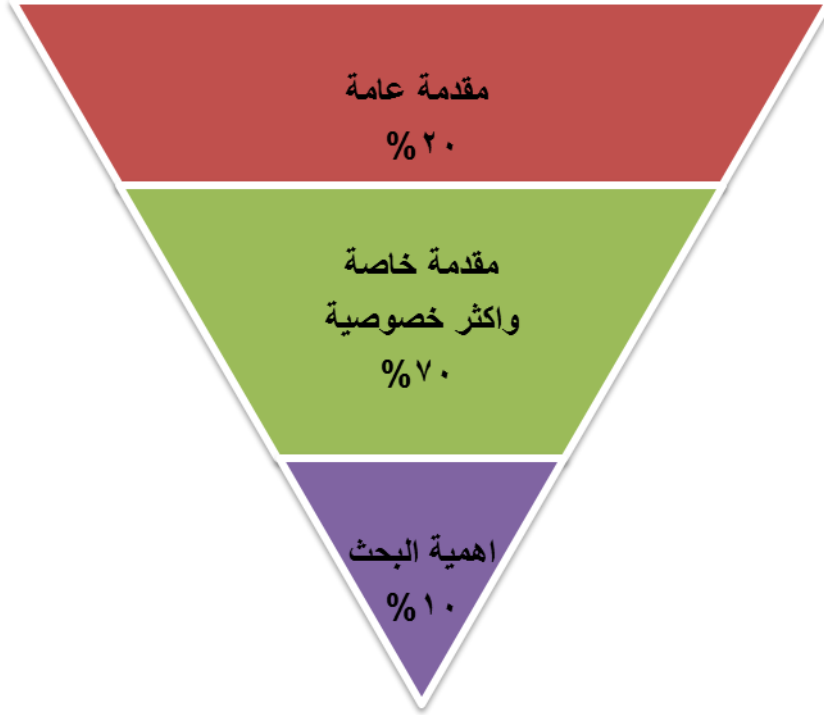 مقدمة عامة
%٢٠
مقدمة خاصة
واكثر خصوصية
%٧٠
اهمية البحث
%١٠